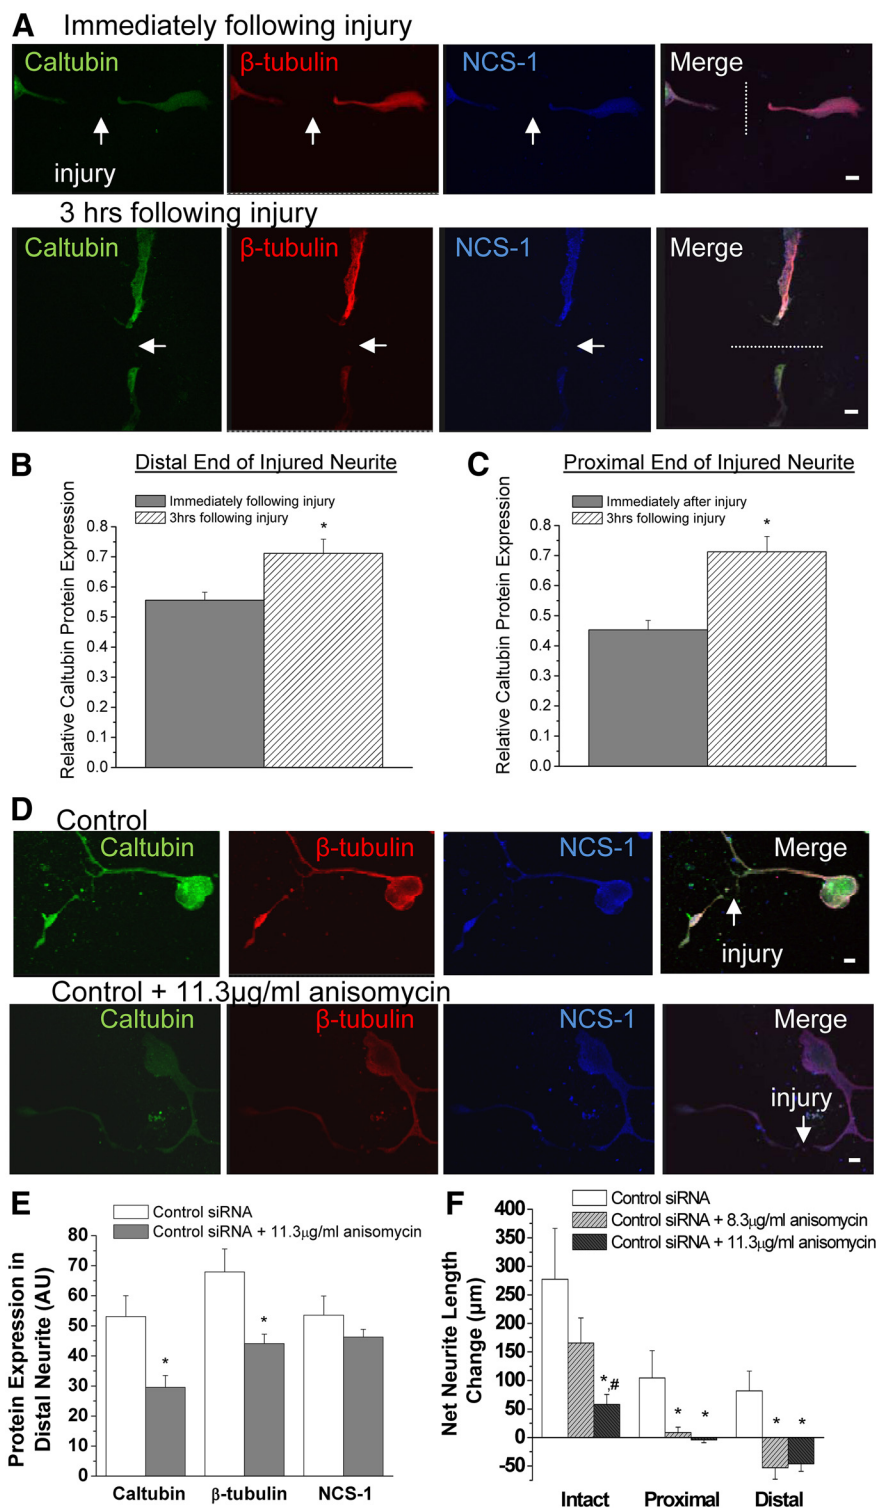 A Immediately following injury
Caltubin β-tubulin NCS-1 Merge
injury
3 hrs following injury
Caltubin β-tubulin NCS-1 Merge
B Distal End of Injured Neurite
Immediately following injury
3hrs following injury
*
Relative Caltubin Protein Expression
0.8
0.7
0.6
0.5
0.4
0.3
0.2
0.1
0.0
C Proximal End of Injured Neurite
Immediately after injury
3hrs following injury
*
Relative Caltubin Protein Expression
0.8
0.7
0.6
0.5
0.4
0.3
0.2
0.1
0.0
D Control
Caltubin β-tubulin NCS-1 Merge
injury
Control + 11.3µg/ml anisomycin
Caltubin β-tubulin NCS-1 Merge
injury
E
Control siRNA
Control siRNA + 11.3µg/ml anisomycin
Protein Expression in
Distal Neurite (AU)
80
70
60
50
40
30
20
10
0
* *
Caltubin β-tubulin NCS-1
F
Control siRNA
Control siRNA + 8.3µg/ml anisomycin
Control siRNA + 11.3µg/ml anisomycin
Net Neurite Length
Change (µm)
400
350
300
250
200
150
100
50
0
-50
*,#
* * * *
Intact Proximal Distal